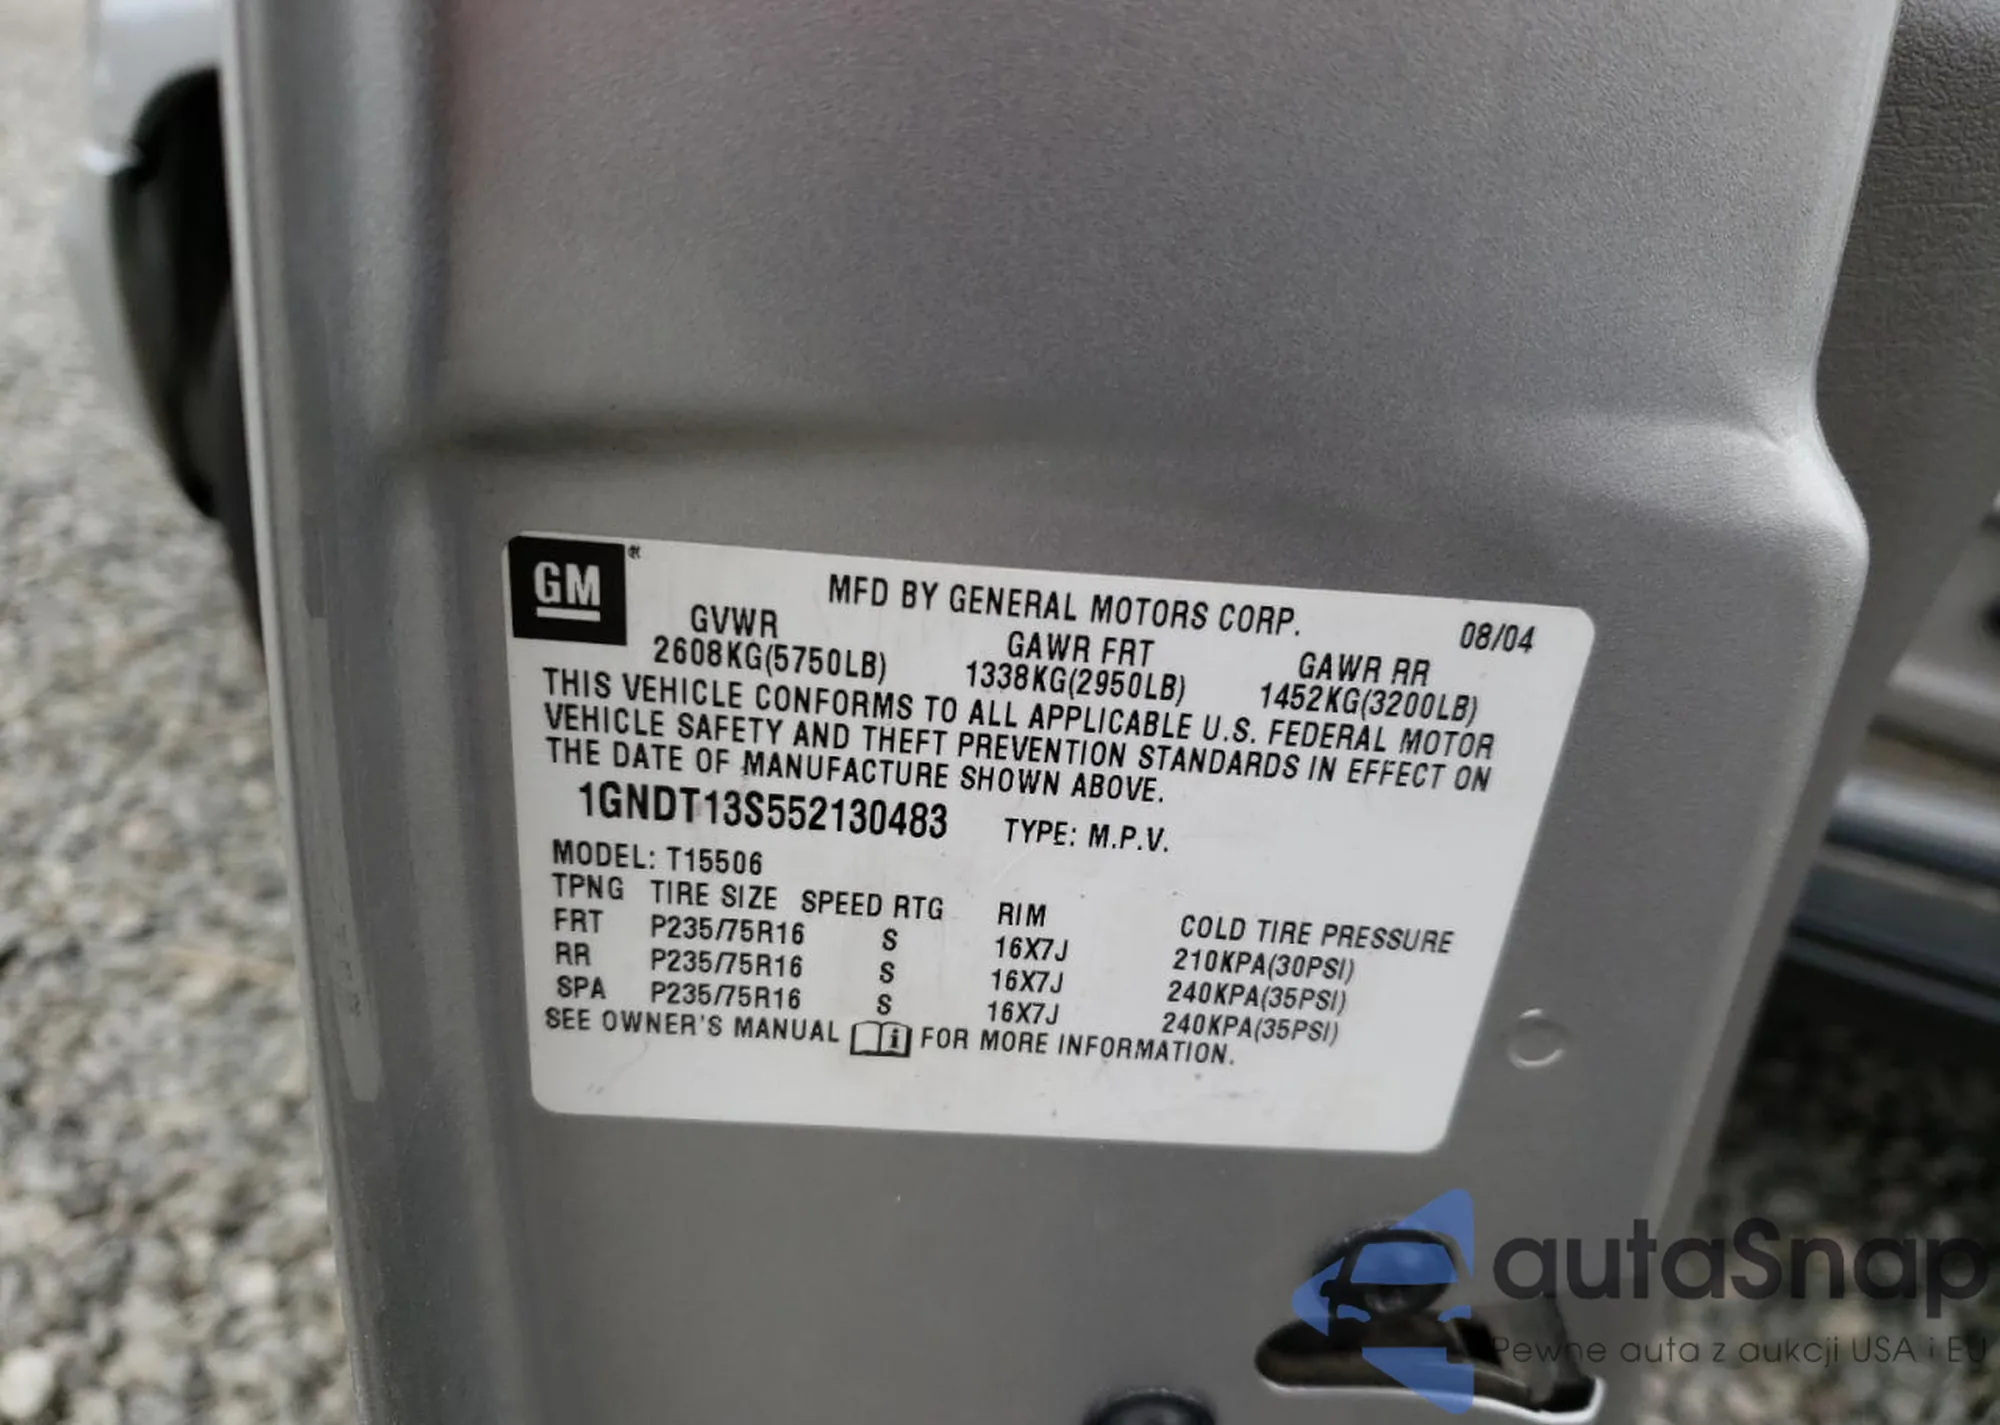 GM®
MFD BY GENERAL MOTORS CORP.
08/04
GVWR GAWR FRT GAWR RR
2608KG(5750LB) 1338KG(2950LB) 1452KG(3200LB)
THIS VEHICLE CONFORMS TO ALL APPLICABLE U.S. FEDERAL MOTOR
VEHICLE SAFETY AND THEFT PREVENTION STANDARDS IN EFFECT ON
THE DATE OF MANUFACTURE SHOWN ABOVE.
1GNDT13S552130483 TYPE: M.P.V.
MODEL: T15506
TPNG TIRE SIZE SPEED RTG RIM COLD TIRE PRESSURE
FRT P235/75R16 S 16X7J 210KPA(30PSI)
RR P235/75R16 S 16X7J 240KPA(35PSI)
SPA P235/75R16 S 16X7J 240KPA(35PSI)
SEE OWNER'S MANUAL i FOR MORE INFORMATION.
autaSnap
Pewne auta z aukcji USA i EU